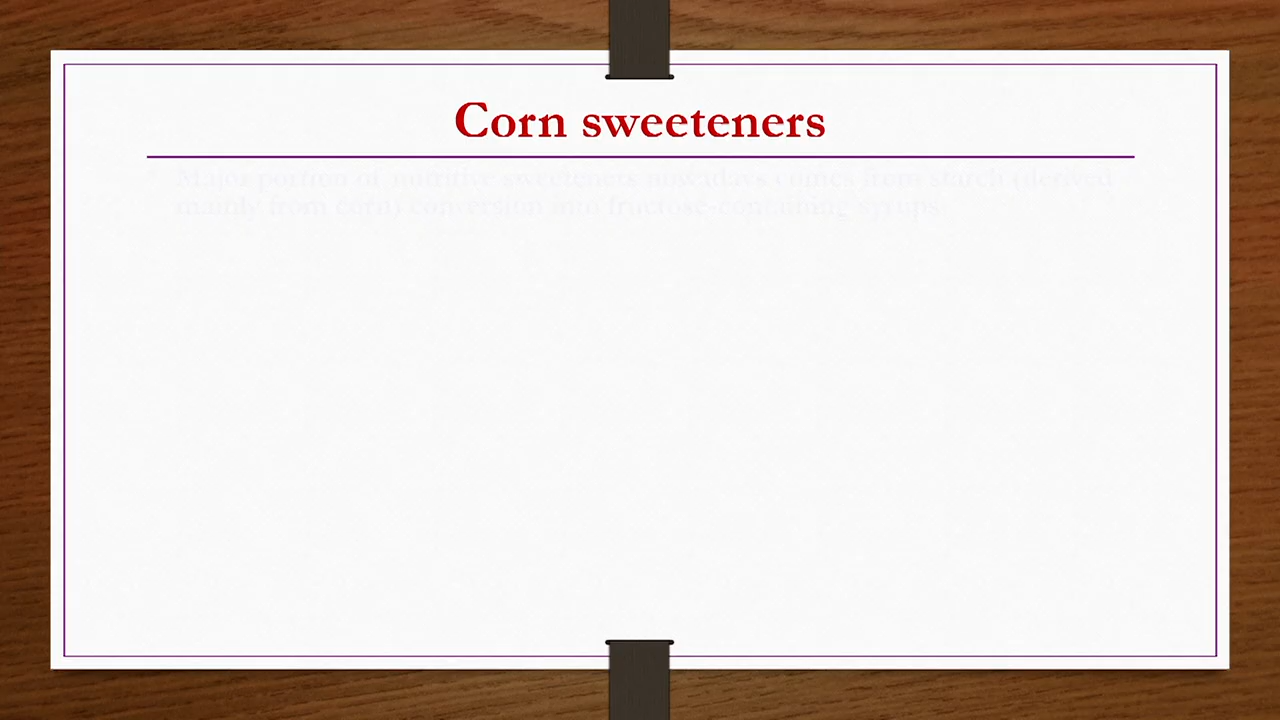 Corn sweeteners
Major portion of nutritive sweeteners nowadays comes from starch (derived
mainly from corn) conversion into fructose-containing syrups.